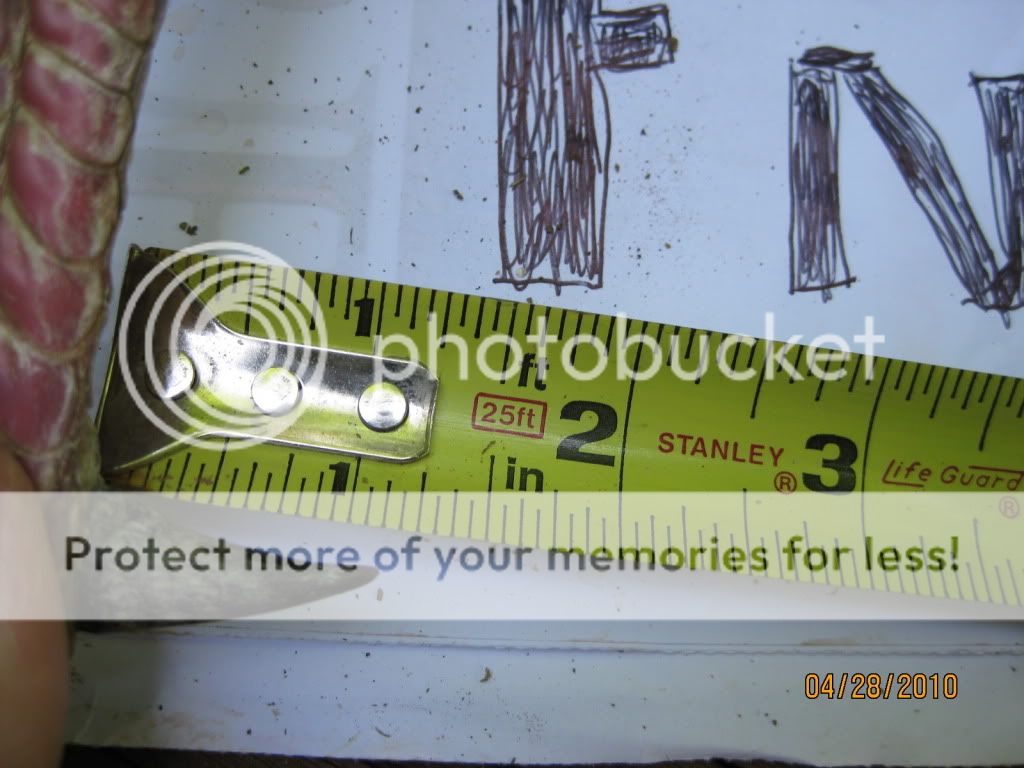 N
1
photobucket
ft
25ft 2 STANLEY ® 3 Life Guard ®
1 in
Protect more of your memories for less!
04/28/2010